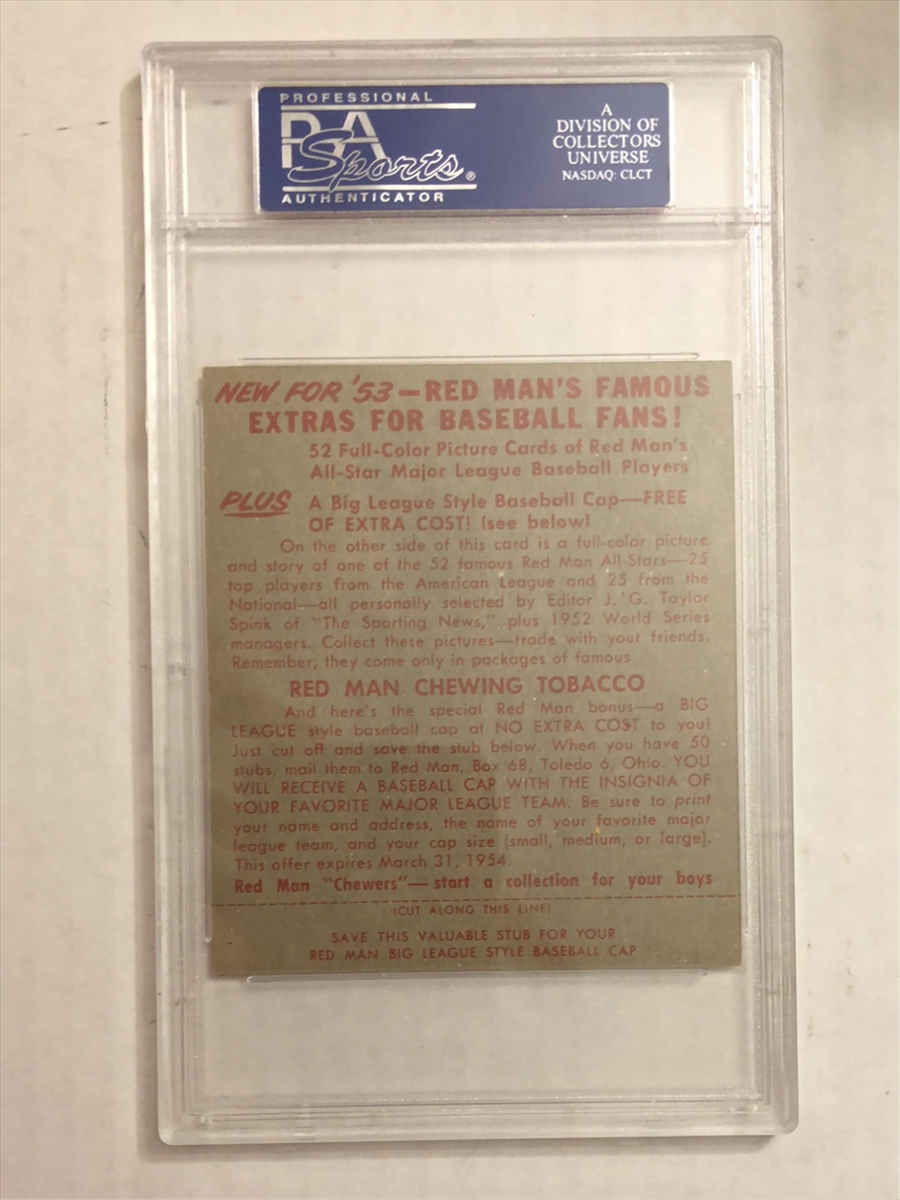 PROFESSIONAL
PSA
Sports®
AUTHENTICATOR
A
DIVISION OF
COLLECTORS
UNIVERSE
NASDAQ: CLCT
NEW FOR '53—RED MAN'S FAMOUS
EXTRAS FOR BASEBALL FANS!
52 Full-Color Picture Cards of Red Man's
All-Star Major League Baseball Players
PLUS A Big League Style Baseball Cap—FREE
OF EXTRA COST! (see below)
On the other side of this card is a full-color picture
and story of one of the 52 famous Red Man All-Stars—25
top players from the American League and 25 from the
National—all personally selected by Editor J. G. Taylor
Spink of "The Sporting News," plus 1952 World Series
managers. Collect these pictures—trade with your friends.
Remember, they come only in packages of famous
RED MAN CHEWING TOBACCO
And here's the special Red Man bonus—a BIG
LEAGUE style baseball cap at NO EXTRA COST to you!
Just cut off and save the stub below. When you have 50
stubs, mail them to Red Man, Box 68, Toledo 6, Ohio. YOU
WILL RECEIVE A BASEBALL CAP WITH THE INSIGNIA OF
YOUR FAVORITE MAJOR LEAGUE TEAM. Be sure to print
your name and address, the name of your favorite major
league team, and your cap size (small, medium, or large).
This offer expires March 31, 1954.
Red Man "Chewers"—start a collection for your boys
(CUT ALONG THIS LINE)
SAVE THIS VALUABLE STUB FOR YOUR
RED MAN BIG LEAGUE STYLE BASEBALL CAP